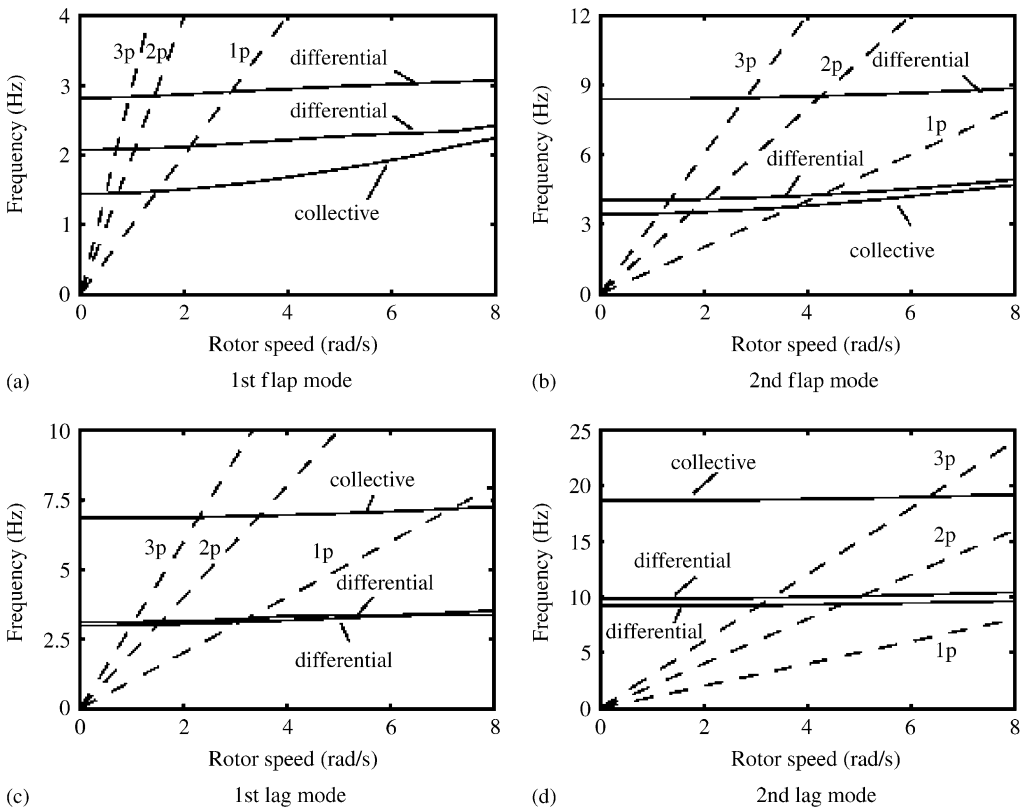 4
3p
2p
1p
differential
3
differential
2
collective
1
0
0
2
4
6
8
Frequency (Hz)
Rotor speed (rad/s)
(a)
1st flap mode
12
3p
2p
differential
9
1p
6
differential
3
collective
0
0
2
4
6
8
Frequency (Hz)
Rotor speed (rad/s)
(b)
2nd flap mode
10
collective
7.5
3p
2p
1p
5
differential
2.5
differential
0
0
2
4
6
8
Frequency (Hz)
Rotor speed (rad/s)
(c)
1st lag mode
25
3p
collective
20
15
2p
differential
10
differential
5
1p
0
0
2
4
6
8
Frequency (Hz)
Rotor speed (rad/s)
(d)
2nd lag mode